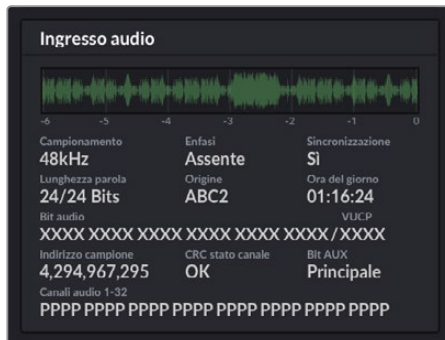 Ingresso audio
-6 -5 -4 -3 -2 -1 0
Campionamento Enfasi Sincronizzazione
48kHz Assente Sì
Lunghezza parola Origine Ora del giorno
24/24 Bits ABC2 01:16:24
Bit audio VUCP
XXXX XXXX XXXX XXXX XXXX XXXX/XXXX
Indirizzo campione CRC stato canale Bit AUX
4,294,967,295 OK Principale
Canali audio 1-32
PPPP PPPP PPPP PPPP PPPP PPPP PPPP PPPP